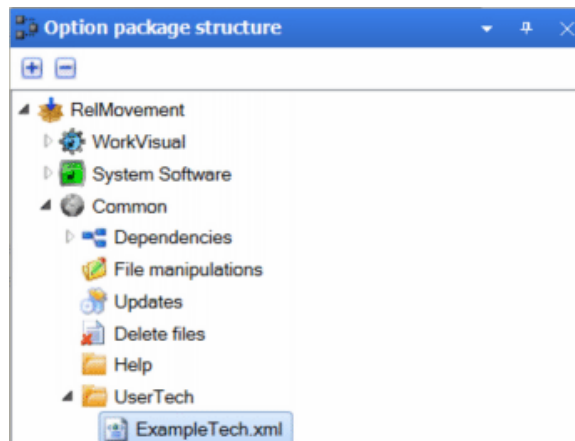 Option package structure
RelMovement
WorkVisual
System Software
Common
Dependencies
File manipulations
Updates
Delete files
Help
UserTech
ExampleTech.xml